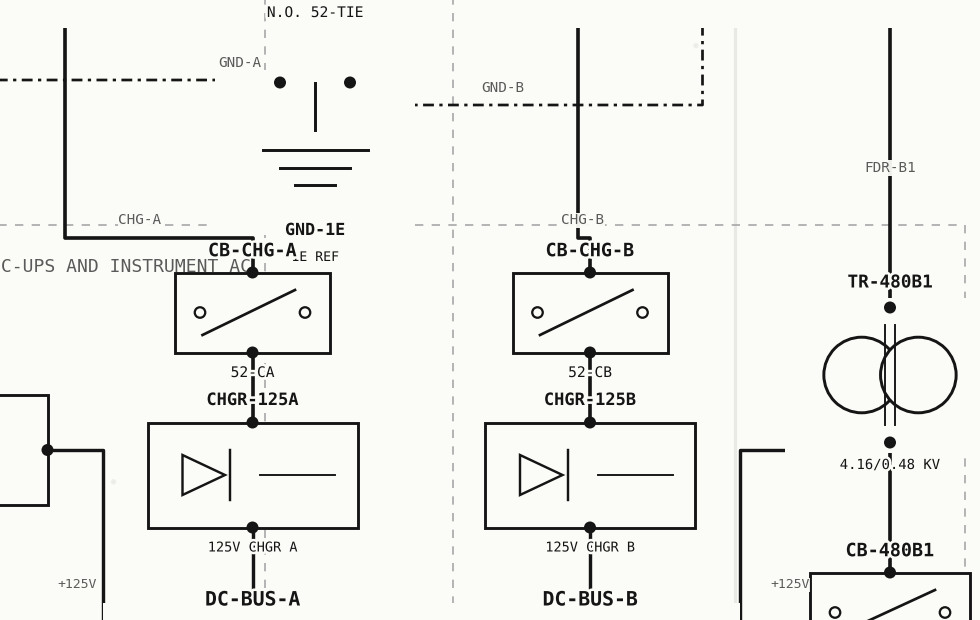 N.O. 52-TIE
GND-A
GND-B
FDR-B1
CHG-A
CHG-B
GND-1E
CB-CHG-A
1E REF
CB-CHG-B
C-UPS AND INSTRUMENT AC
TR-480B1
52-CA
52-CB
CHGR-125A
CHGR-125B
4.16/0.48 KV
125V CHGR A
125V CHGR B
CB-480B1
+125V
+125V
DC-BUS-A
DC-BUS-B